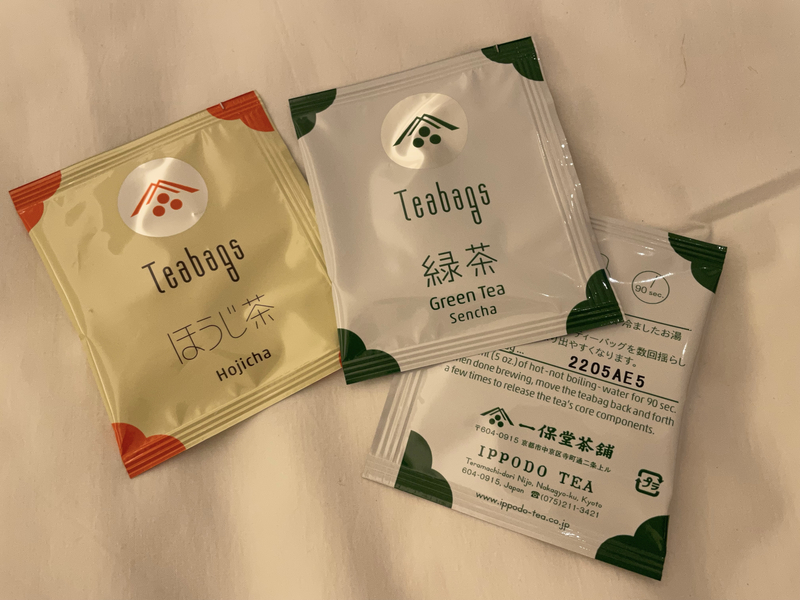 Teabags
ほうじ茶
Hojicha
Teabags
緑茶
Green Tea
Sencha
90 sec.
冷ましたお湯
ティーバッグを数回揺らし
出やすくなります。
2205AE5
(5 oz.) of hot-not boiling-water for 90 sec.
done brewing, move the teabag back and forth
a few times to release the tea's core components.
一保堂茶舗
〒604-0915 京都市中京区寺町通二条上ル
IPPODO TEA
Teramachi-dori Nijo, Nakagyo-ku, Kyoto
604-0915, Japan ☎(075)211-3421
www.ippodo-tea.co.jp
プラ